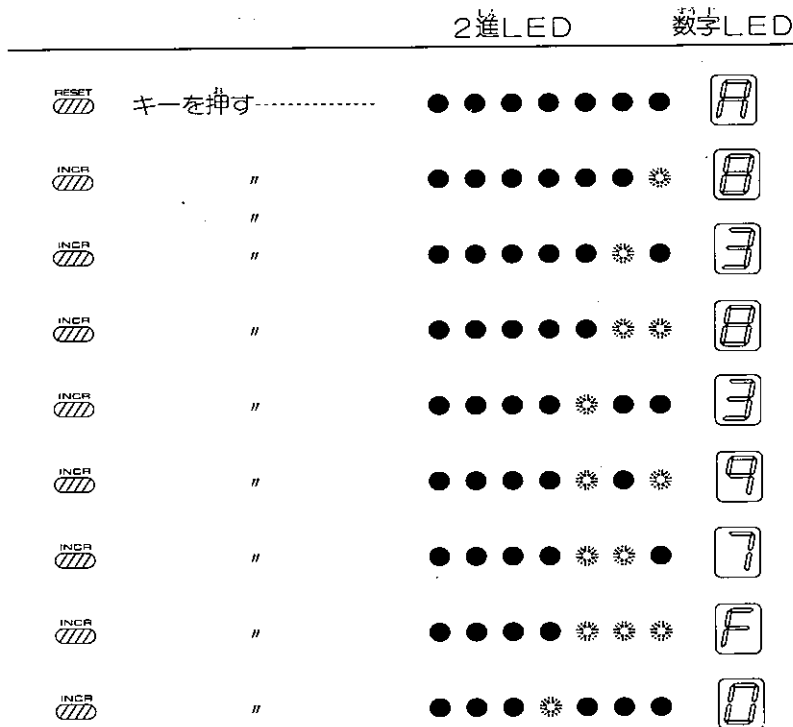 2進LED 数字LED
RESET キーを押す A
INCR 〃 8
〃
INCR 〃 3
INCR 〃 8
INCR 〃 3
INCR 〃 9
INCR 〃 7
INCR 〃 F
INCR 〃 0